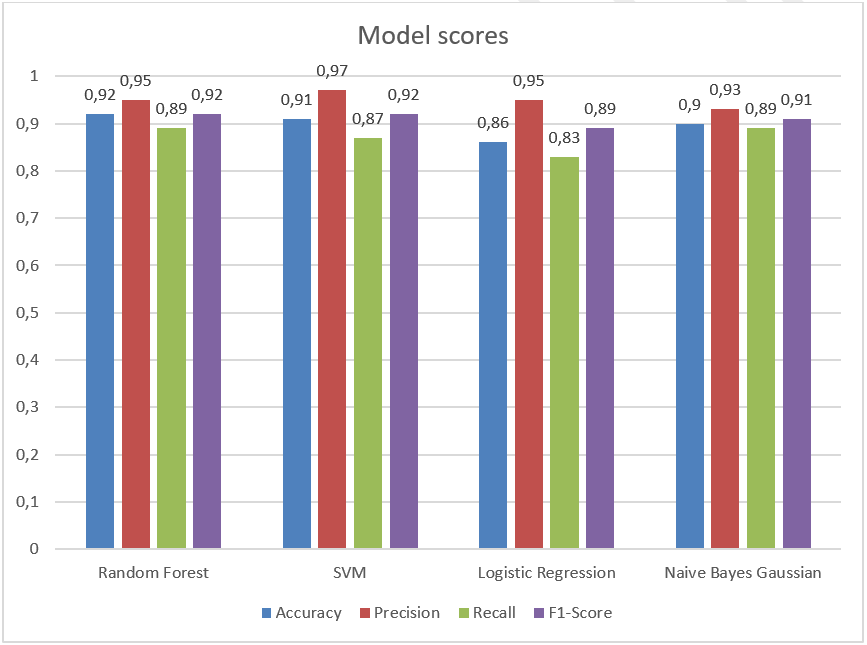 Model scores
1
0,9
0,8
0,7
0,6
0,5
0,4
0,3
0,2
0,1
0
0,92 0,95 0,89 0,92
0,91 0,97 0,87 0,92
0,86 0,95 0,83 0,89
0,9 0,93 0,89 0,91
Random Forest SVM Logistic Regression Naive Bayes Gaussian
Accuracy Precision Recall F1-Score